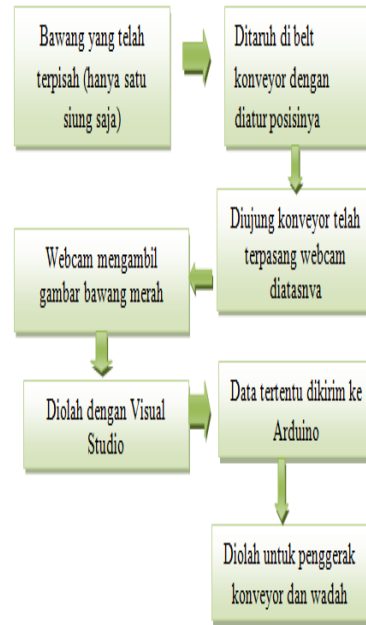 Bawang yang telah
terpisah (hanya satu
siung saja)
Ditaruh di belt
konveyor dengan
diatur posisinya
Diujung konveyor telah
terpasang webcam
diatasnya
Webcam mengambil
gambar bawang merah
Diolah dengan Visual
Studio
Data tertentu dikirim ke
Arduino
Diolah untuk penggerak
konveyor dan wadah